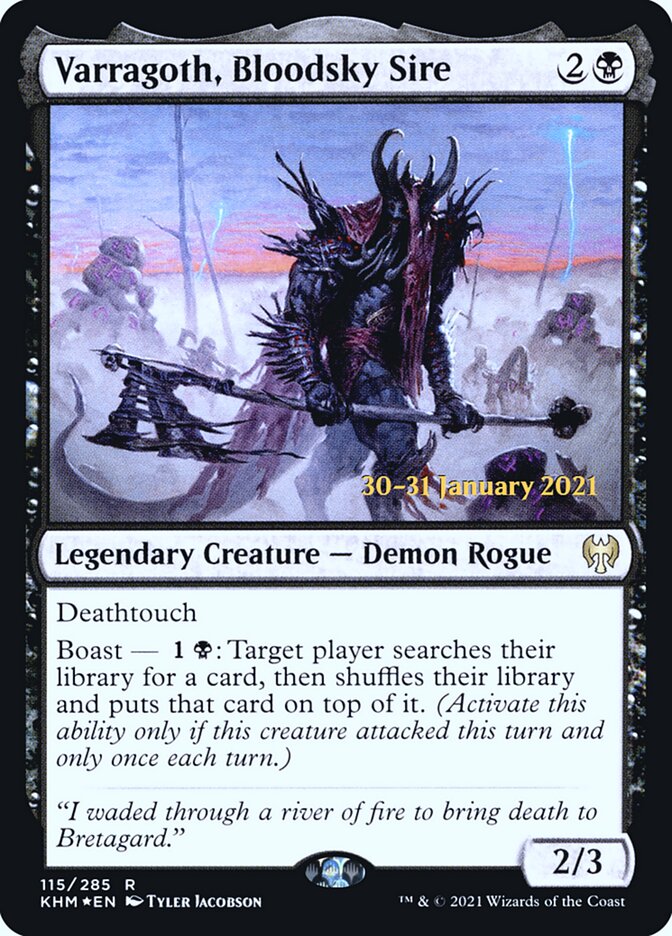 Varragoth, Bloodsky Sire 2
30–31 January 2021
Legendary Creature — Demon Rogue
Deathtouch
Boast — 1 : Target player searches their
library for a card, then shuffles their library
and puts that card on top of it. (Activate this
ability only if this creature attacked this turn and
only once each turn.)
“I waded through a river of fire to bring death to
Bretagard.”
2/3
115/285 R
KHM★EN Tyler Jacobson
™ & © 2021 Wizards of the Coast